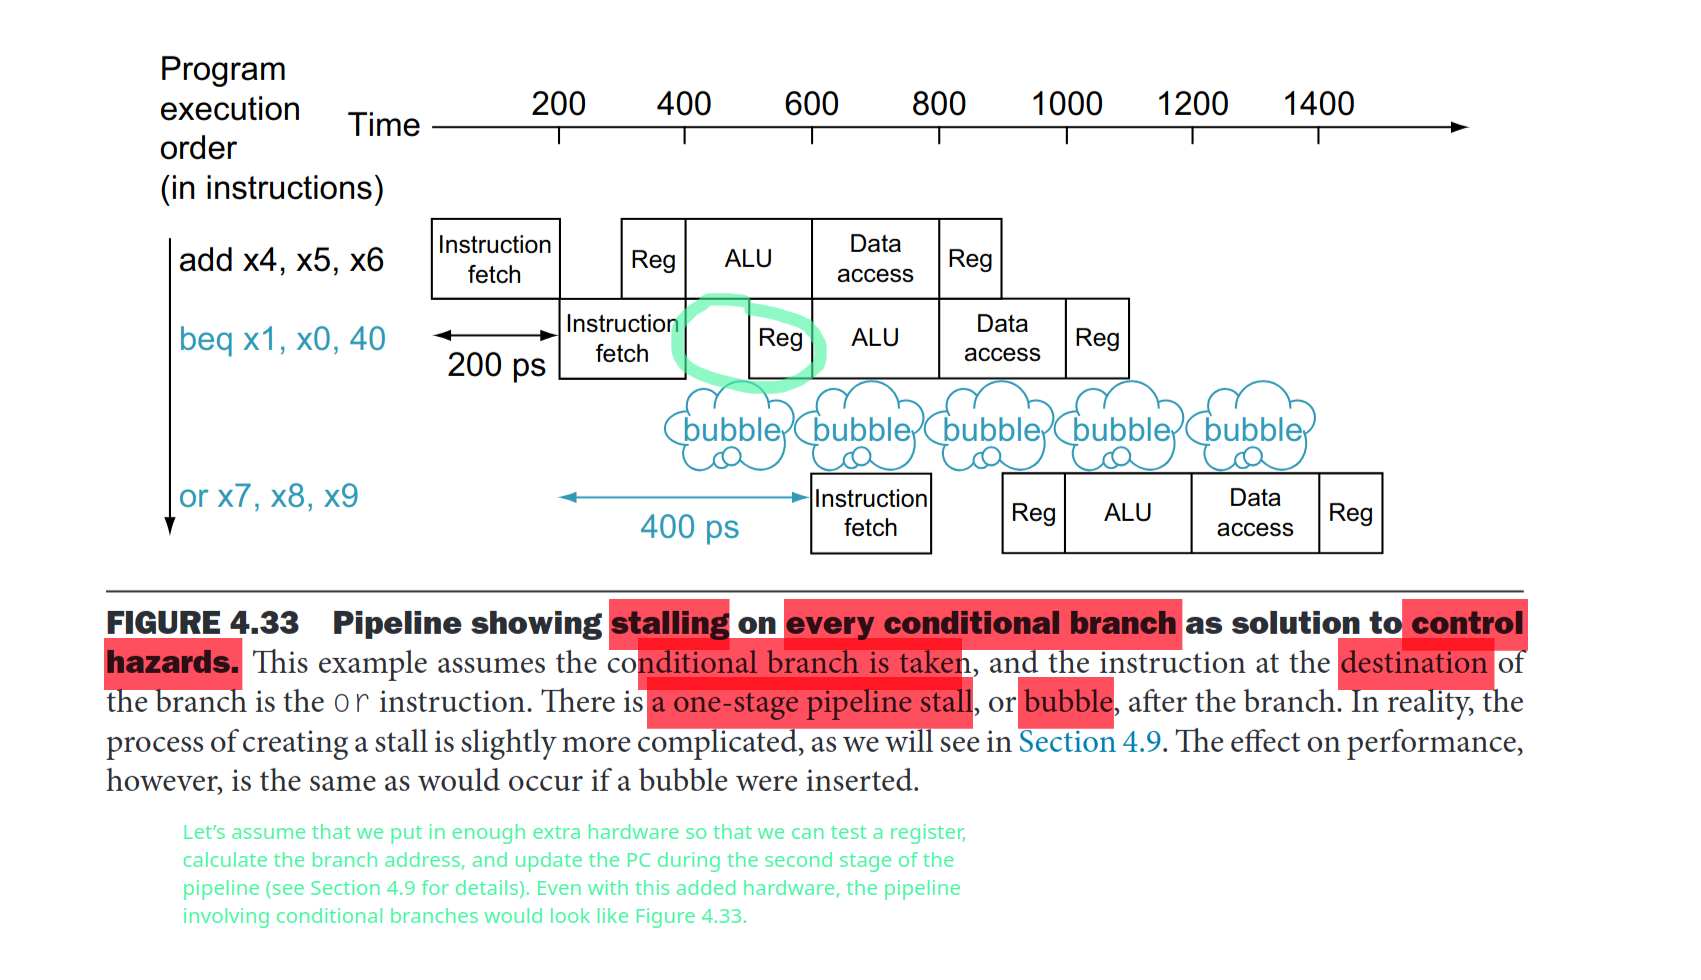 Program
execution
order
(in instructions)
Time
200 400 600 800 1000 1200 1400
add x4, x5, x6
Instruction
fetch
Reg
ALU
Data
access
Reg
beq x1, x0, 40
200 ps
Instruction
fetch
Reg
ALU
Data
access
Reg
bubble bubble bubble bubble bubble
or x7, x8, x9
400 ps
Instruction
fetch
Reg
ALU
Data
access
Reg
FIGURE 4.33 Pipeline showing stalling on every conditional branch as solution to control
hazards. This example assumes the conditional branch is taken, and the instruction at the destination of
the branch is the or instruction. There is a one-stage pipeline stall, or bubble, after the branch. In reality, the
process of creating a stall is slightly more complicated, as we will see in Section 4.9. The effect on performance,
however, is the same as would occur if a bubble were inserted.
Let’s assume that we put in enough extra hardware so that we can test a register,
calculate the branch address, and update the PC during the second stage of the
pipeline (see Section 4.9 for details). Even with this added hardware, the pipeline
involving conditional branches would look like Figure 4.33.